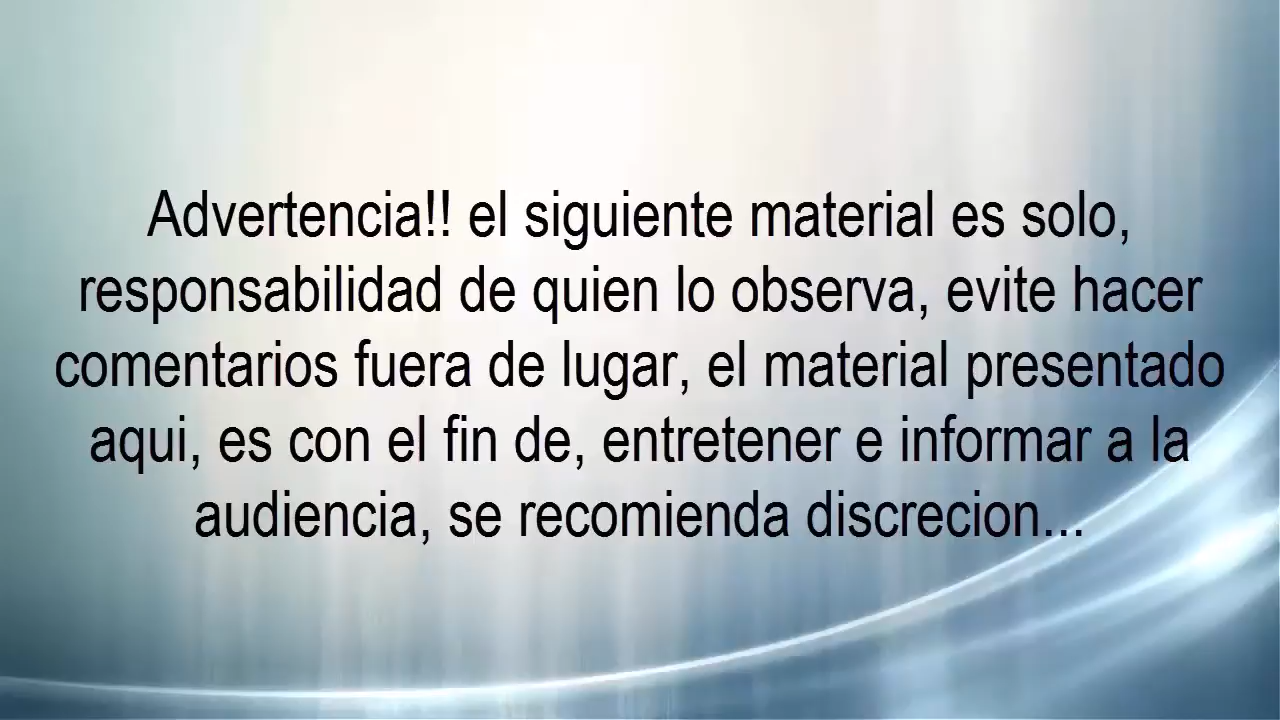 Advertencia!! el siguiente material es solo,
responsabilidad de quien lo observa, evite hacer
comentarios fuera de lugar, el material presentado
aqui, es con el fin de, entretener e informar a la
audiencia, se recomienda discrecion...